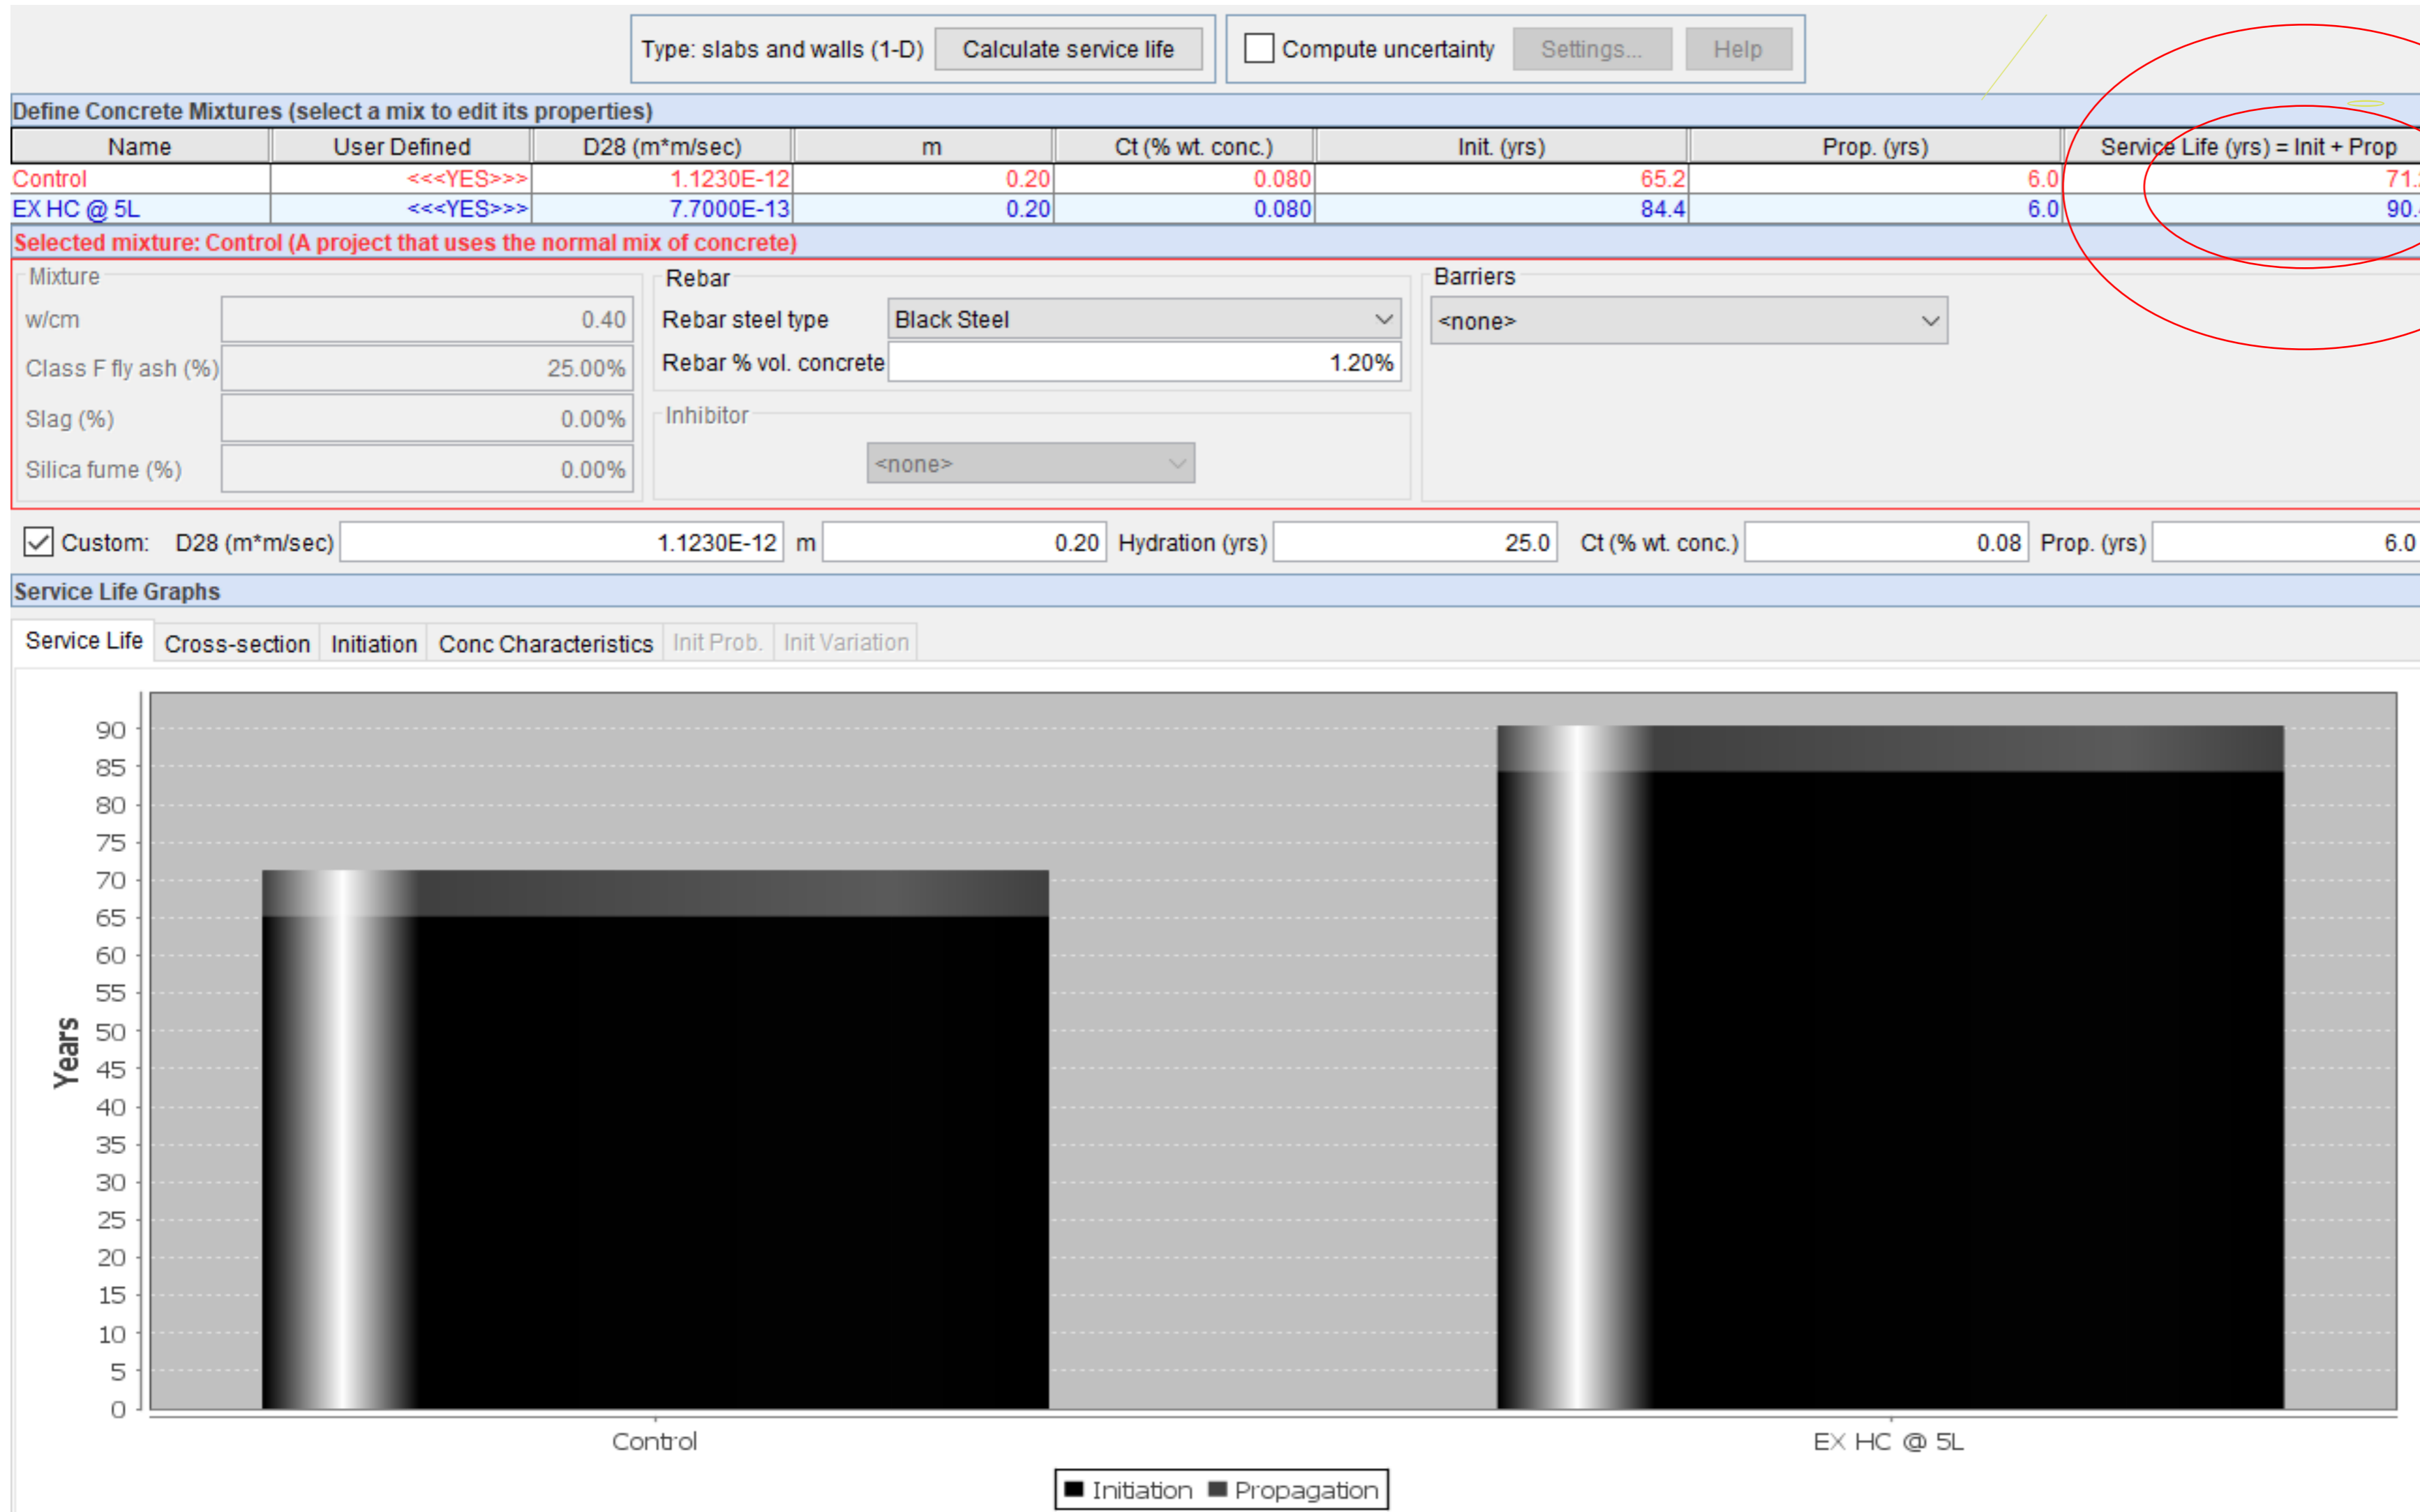 Type: slabs and walls (1-D) Calculate service life Compute uncertainty Settings... Help
Define Concrete Mixtures (select a mix to edit its properties)
Name User Defined D28 (m*m/sec) m Ct (% wt. conc.) Init. (yrs) Prop. (yrs) Service Life (yrs) = Init + Prop
Control <<<YES>>> 1.1230E-12 0.20 0.080 65.2 6.0 71.
EX HC @ 5L <<<YES>>> 7.7000E-13 0.20 0.080 84.4 6.0 90.
Selected mixture: Control (A project that uses the normal mix of concrete)
Mixture Rebar Barriers
w/cm 0.40 Rebar steel type Black Steel <none>
Class F fly ash (%) 25.00% Rebar % vol. concrete 1.20%
Slag (%) 0.00% Inhibitor
Silica fume (%) 0.00% <none>
Custom: D28 (m*m/sec) 1.1230E-12 m 0.20 Hydration (yrs) 25.0 Ct (% wt. conc.) 0.08 Prop. (yrs) 6.0
Service Life Graphs
Service Life Cross-section Initiation Conc Characteristics Init Prob. Init Variation
90
85
80
75
70
65
60
55
50
45
40
35
30
25
20
15
10
5
0
Years
Control EX HC @ 5L
Initiation Propagation